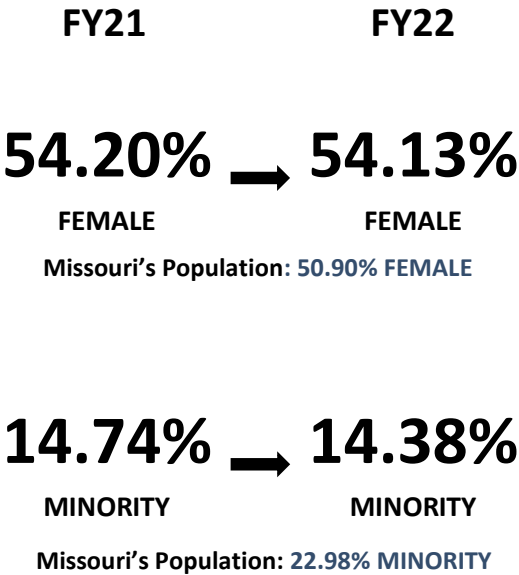 FY21 FY22
54.20% 54.13%
FEMALE FEMALE
Missouri’s Population: 50.90% FEMALE
14.74% 14.38%
MINORITY MINORITY
Missouri’s Population: 22.98% MINORITY